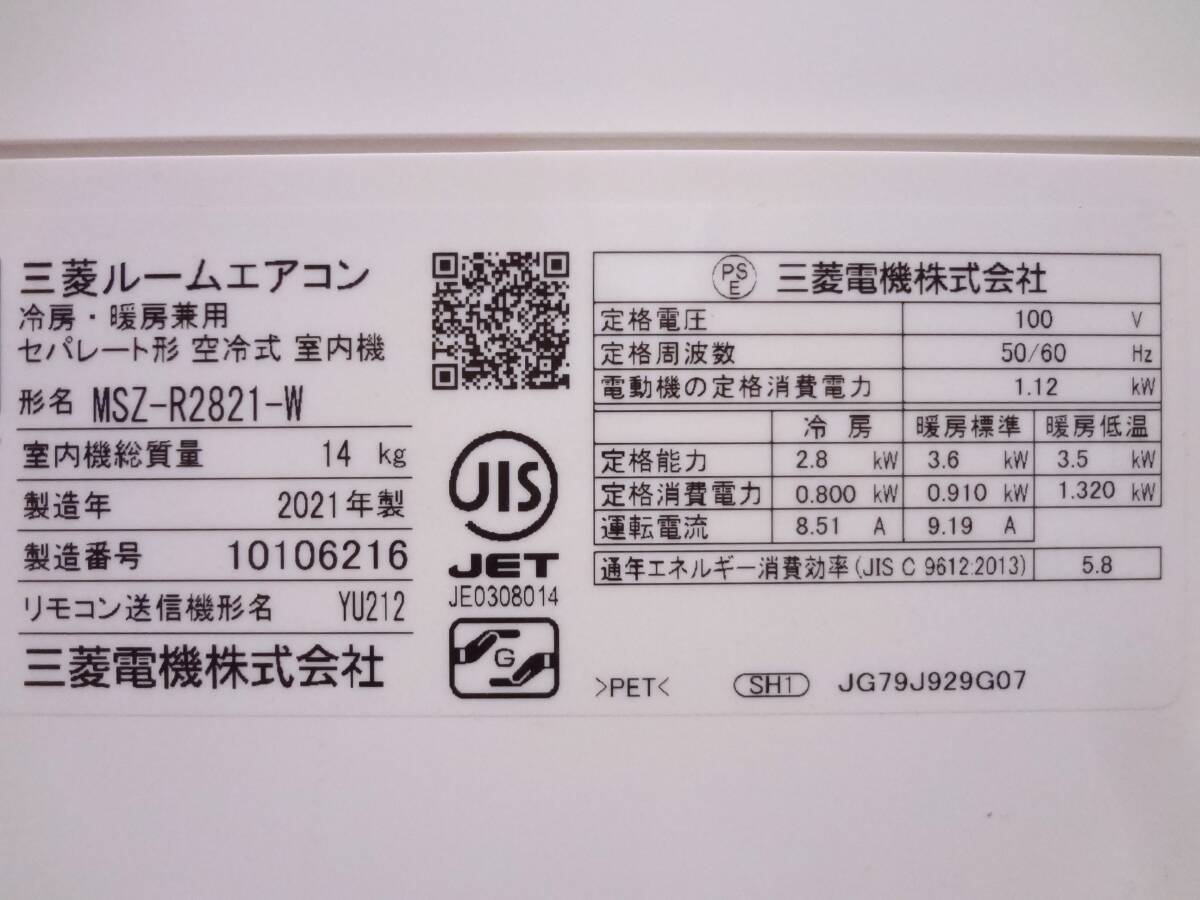 三菱ルームエアコン
冷房・暖房兼用
セパレート形 空冷式 室内機
形名 MSZ-R2821-W
室内機総質量 14 kg
製造年 2021年製
製造番号 10106216
リモコン送信機形名 YU212
三菱電機株式会社
JIS
JET
JE0308014
G
PS E 三菱電機株式会社
定格電圧 100 V
定格周波数 50/60 Hz
電動機の定格消費電力 1.12 kW
冷房 暖房標準 暖房低温
定格能力 2.8 kW 3.6 kW 3.5 kW
定格消費電力 0.800 kW 0.910 kW 1.320 kW
運転電流 8.51 A 9.19 A
通年エネルギー消費効率(JIS C 9612:2013) 5.8
>PET< SH1 JG79J929G07